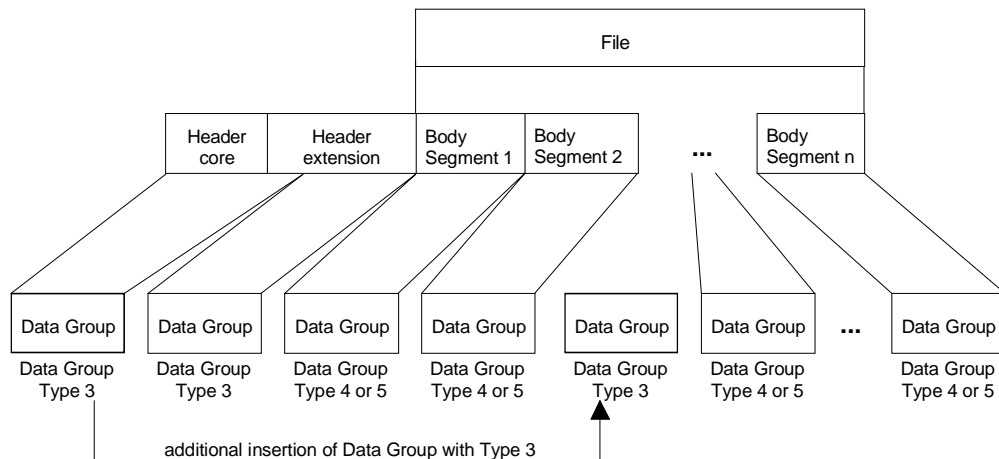 File
Header core
Header extension
Body Segment 1
Body Segment 2
...
Body Segment n
Data Group
Data Group
Data Group
Data Group
Data Group
Data Group
...
Data Group
Data Group Type 3
Data Group Type 3
Data Group Type 4 or 5
Data Group Type 4 or 5
Data Group Type 3
Data Group Type 4 or 5
Data Group Type 4 or 5
additional insertion of Data Group with Type 3